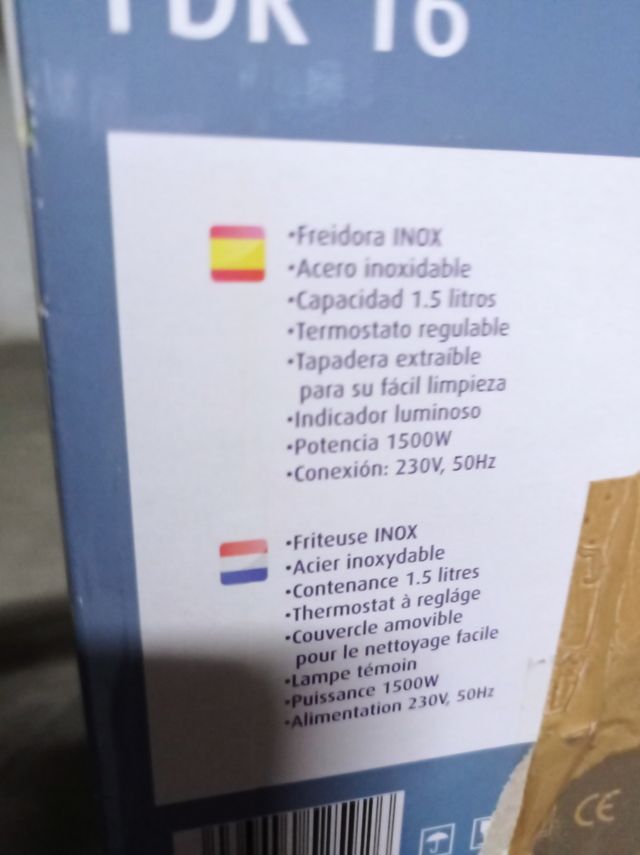 FDR 16
•Freidora INOX
•Acero inoxidable
•Capacidad 1.5 litros
•Termostato regulable
•Tapadera extraíble
para su fácil limpieza
•Indicador luminoso
•Potencia 1500W
•Conexión: 230V, 50Hz
•Friteuse INOX
•Acier inoxydable
•Contenance 1.5 litres
•Thermostat à regláge
•Couvercle amovible
pour le nettoyage facile
•Lampe témoin
•Puissance 1500W
•Alimentation 230V, 50Hz
CE